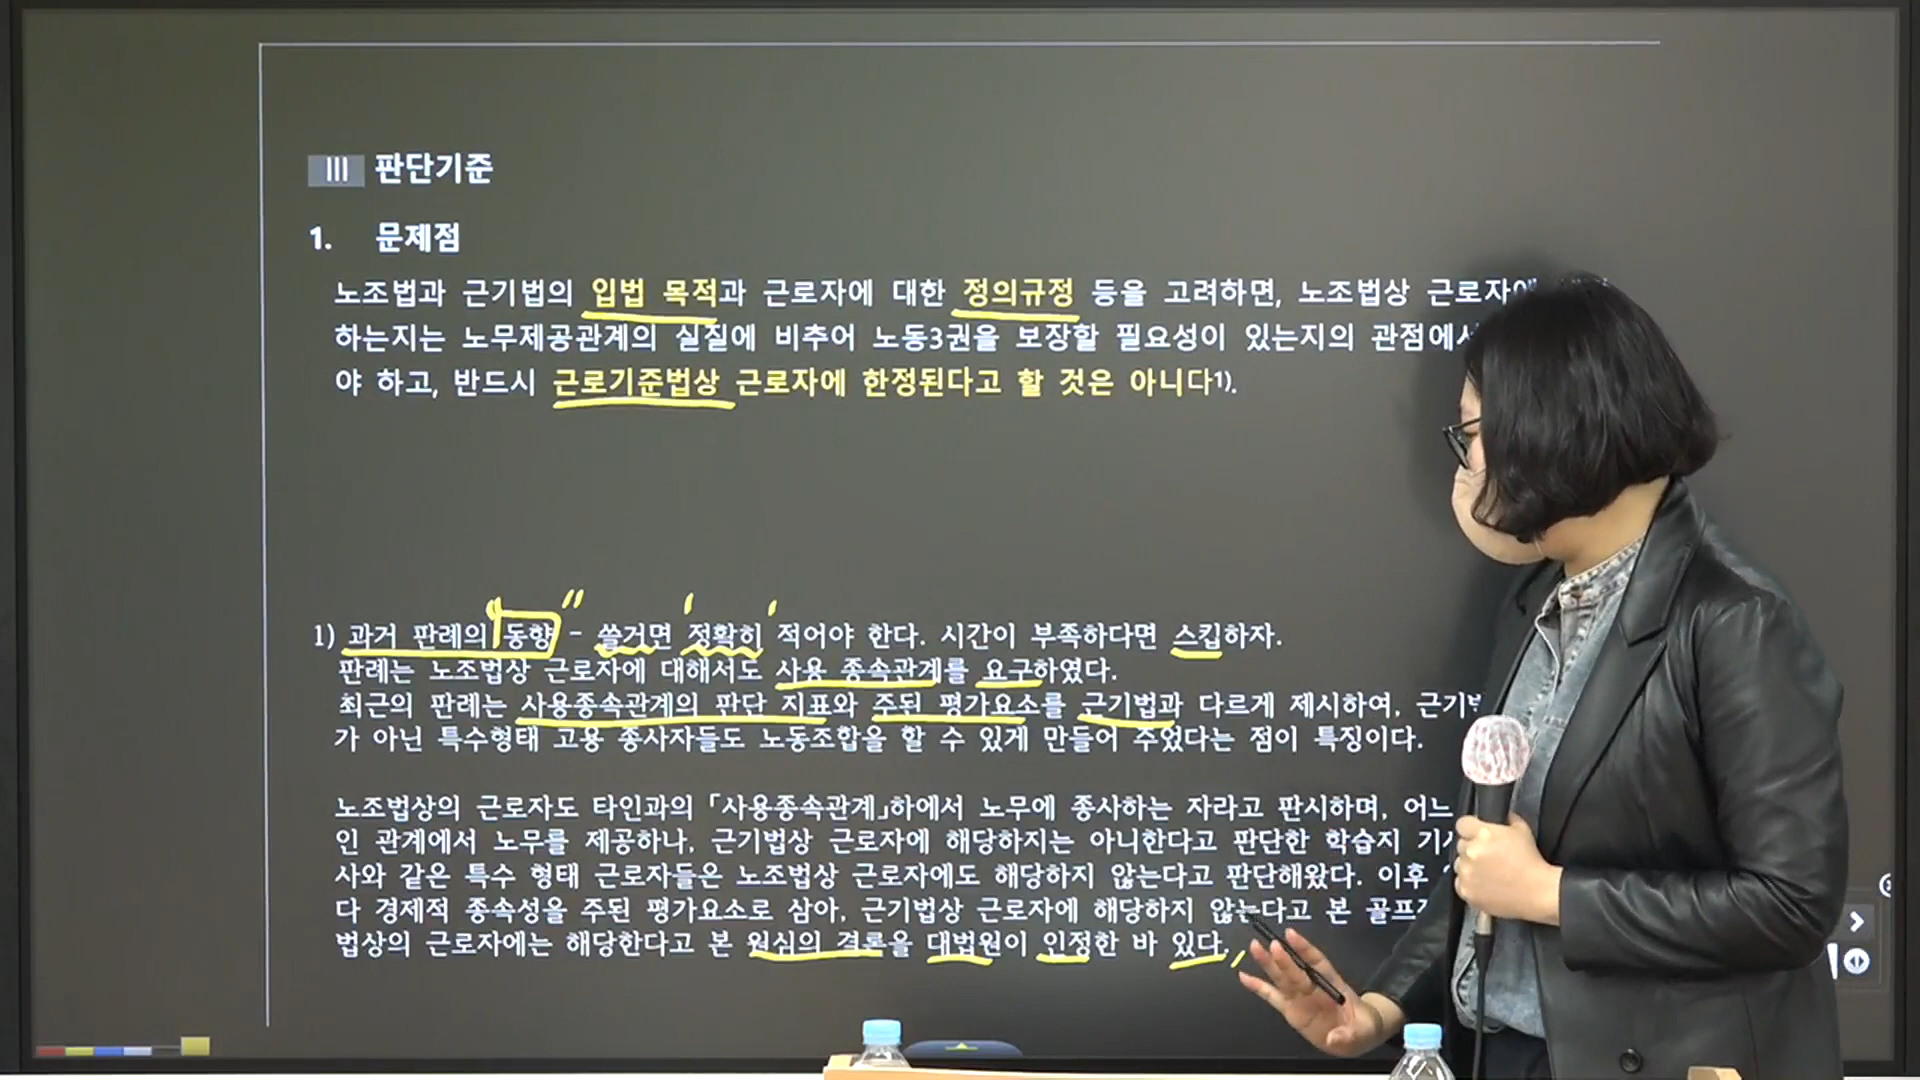 III 판단기준
1. 문제점
노조법과 근기법의 입법 목적과 근로자에 대한 정의규정 등을 고려하면, 노조법상 근로자에
하는지는 노무제공관계의 실질에 비추어 노동3권을 보장할 필요성이 있는지의 관점에서
야 하고, 반드시 근로기준법상 근로자에 한정된다고 할 것은 아니다1).
1) 과거 판례의 "동향" - 쓸거면 '정확히' 적어야 한다. 시간이 부족하다면 스킵하자.
판례는 노조법상 근로자에 대해서도 사용 종속관계를 요구하였다.
최근의 판례는 사용종속관계의 판단 지표와 주된 평가요소를 근기법과 다르게 제시하여, 근기법
가 아닌 특수형태 고용 종사자들도 노동조합을 할 수 있게 만들어 주었다는 점이 특징이다.
노조법상의 근로자도 타인과의 「사용종속관계」하에서 노무에 종사하는 자라고 판시하며, 어느
인 관계에서 노무를 제공하나, 근기법상 근로자에 해당하지는 아니한다고 판단한 학습지
사와 같은 특수 형태 근로자들은 노조법상 근로자에도 해당하지 않는다고 판단해왔다. 이후
다 경제적 종속성을 주된 평가요소로 삼아, 근기법상 근로자에 해당하지 않는다고 본
법상의 근로자에는 해당한다고 본 원심의 결론을 대법원이 인정한 바 있다.